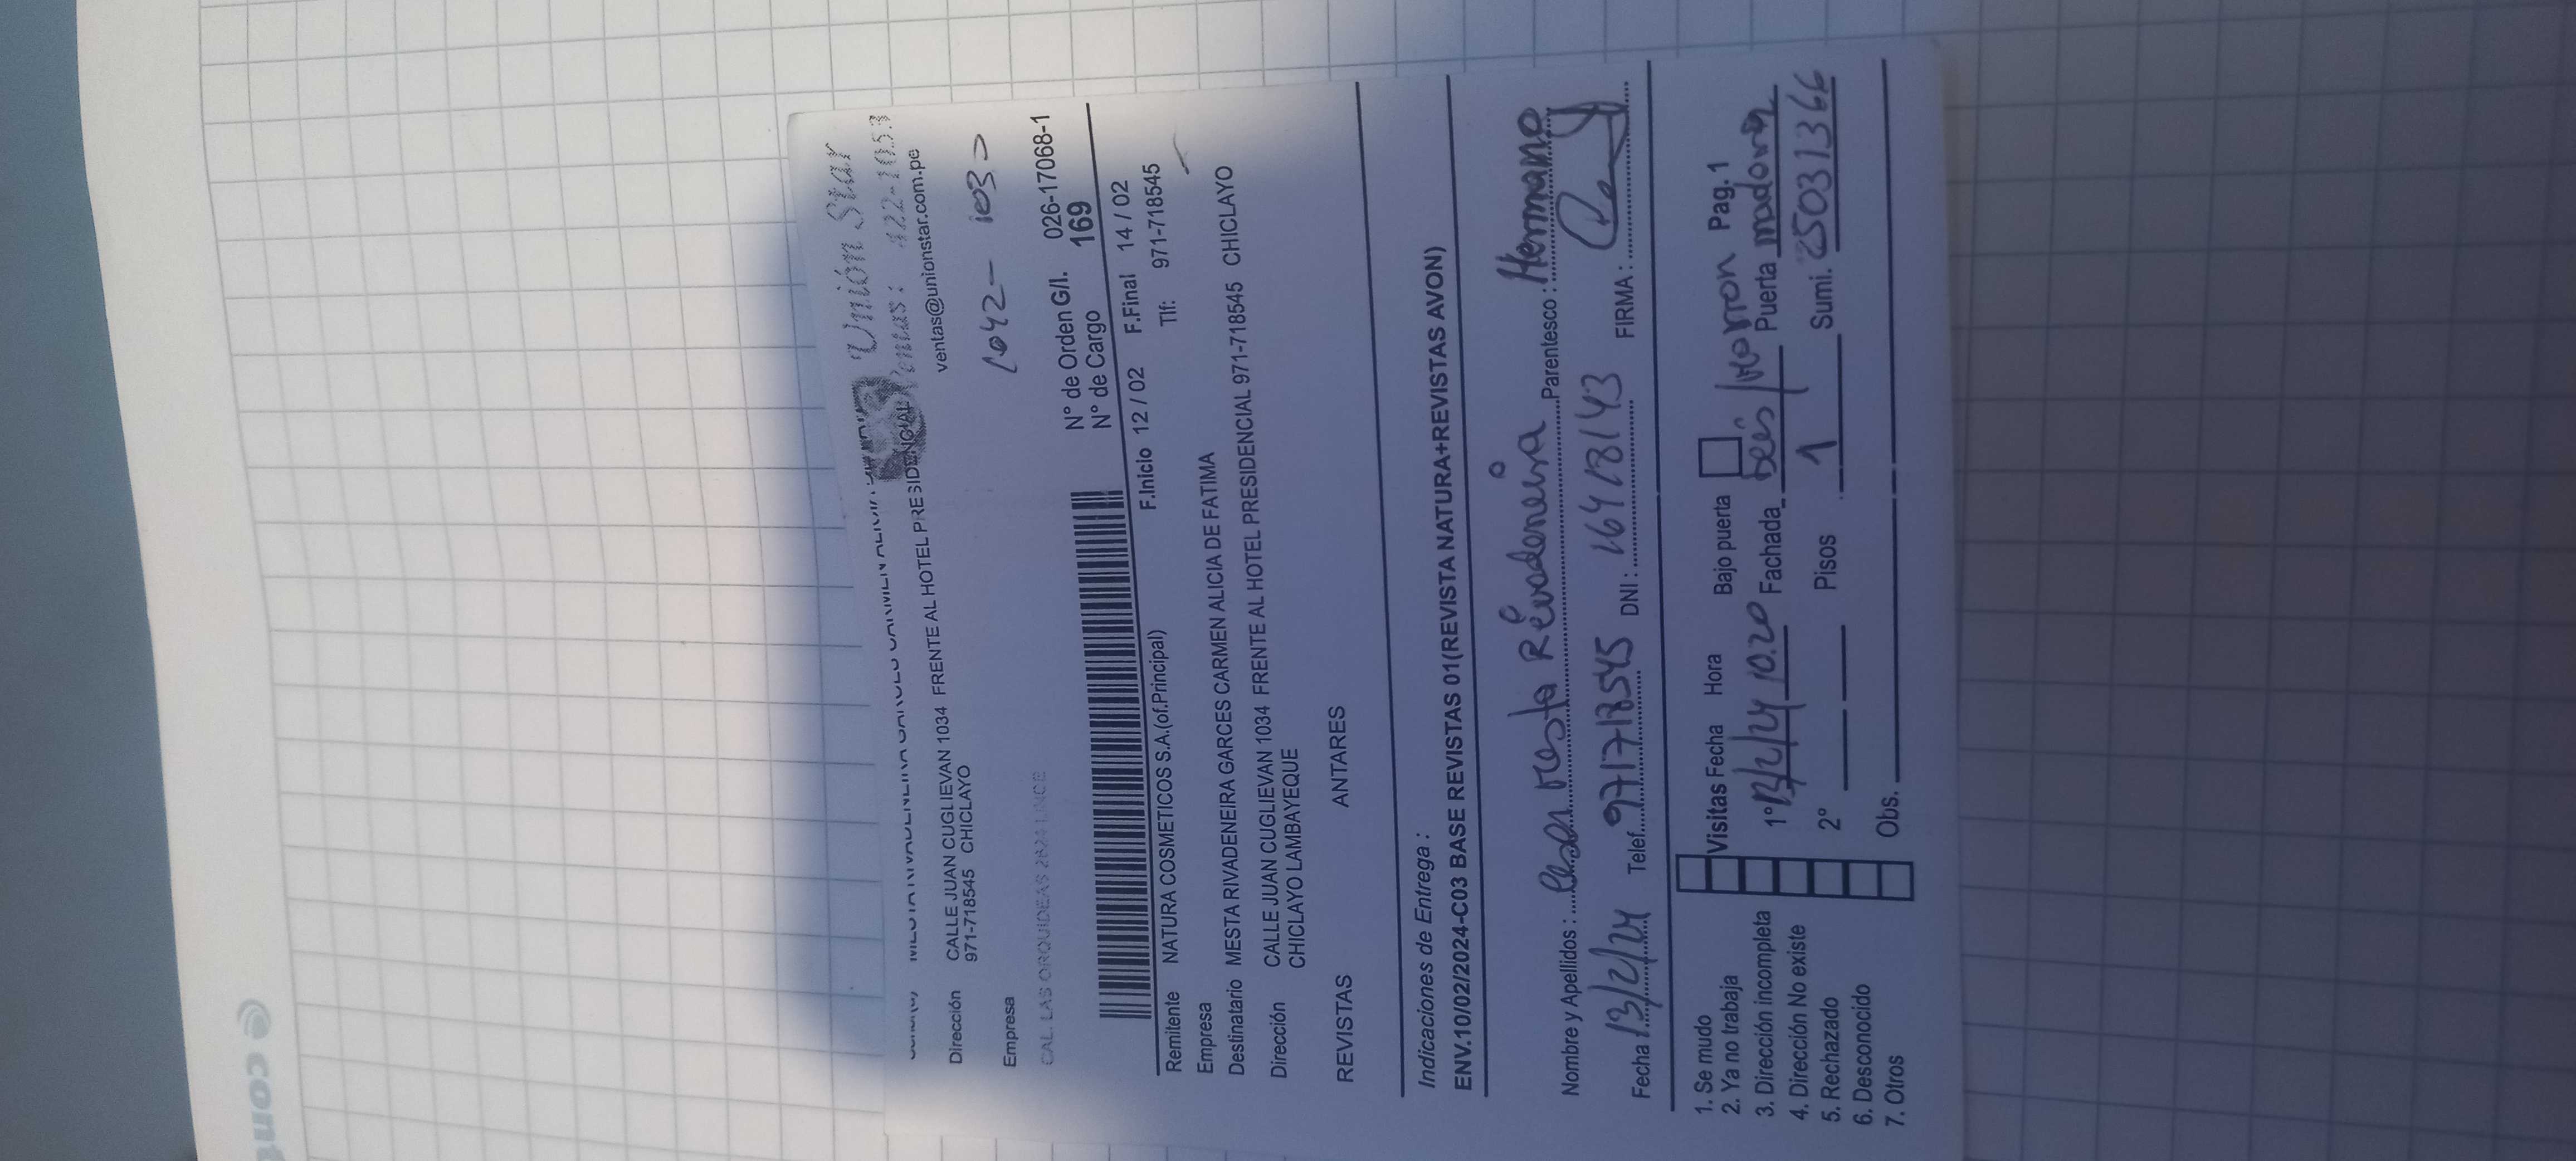 Unión Star
Ventas: 422-1053
ventas@unionstar.com.pe
Dirección CALLE JUAN CUGLIEVAN 1034 FRENTE AL HOTEL PRESIDENCIAL
971-718545 CHICLAYO
Empresa
CAL. LAS ORQUIDEAS 2624 LINCE
N° de Orden G/I. 026-17068-1
N° de Cargo 169
F.Inicio 12 / 02 F.Final 14 / 02
Remitente NATURA COSMETICOS S.A.(of.Principal) Tlf: 971-718545
Empresa
Destinatario MESTA RIVADENEIRA GARCES CARMEN ALICIA DE FATIMA
Dirección CALLE JUAN CUGLIEVAN 1034 FRENTE AL HOTEL PRESIDENCIAL 971-718545 CHICLAYO
CHICLAYO LAMBAYEQUE
REVISTAS ANTARES
Indicaciones de Entrega :
ENV.10/02/2024-C03 BASE REVISTAS 01(REVISTA NATURA+REVISTAS AVON)
Nombre y Apellidos : Mesta Rivadeneira Parentesco : Hermano
Fecha 13/2/24 Telef. 971718545 DNI : 16418143 FIRMA :
1. Se mudo
2. Ya no trabaja Visitas Fecha Hora Bajo puerta Pag.1
3. Dirección incompleta 1° 13/2/24 10.20 Fachada Puerta madera
4. Dirección No existe
5. Rechazado 2° Pisos 1 Sumi. 25031366
6. Desconocido
7. Otros Obs.
con